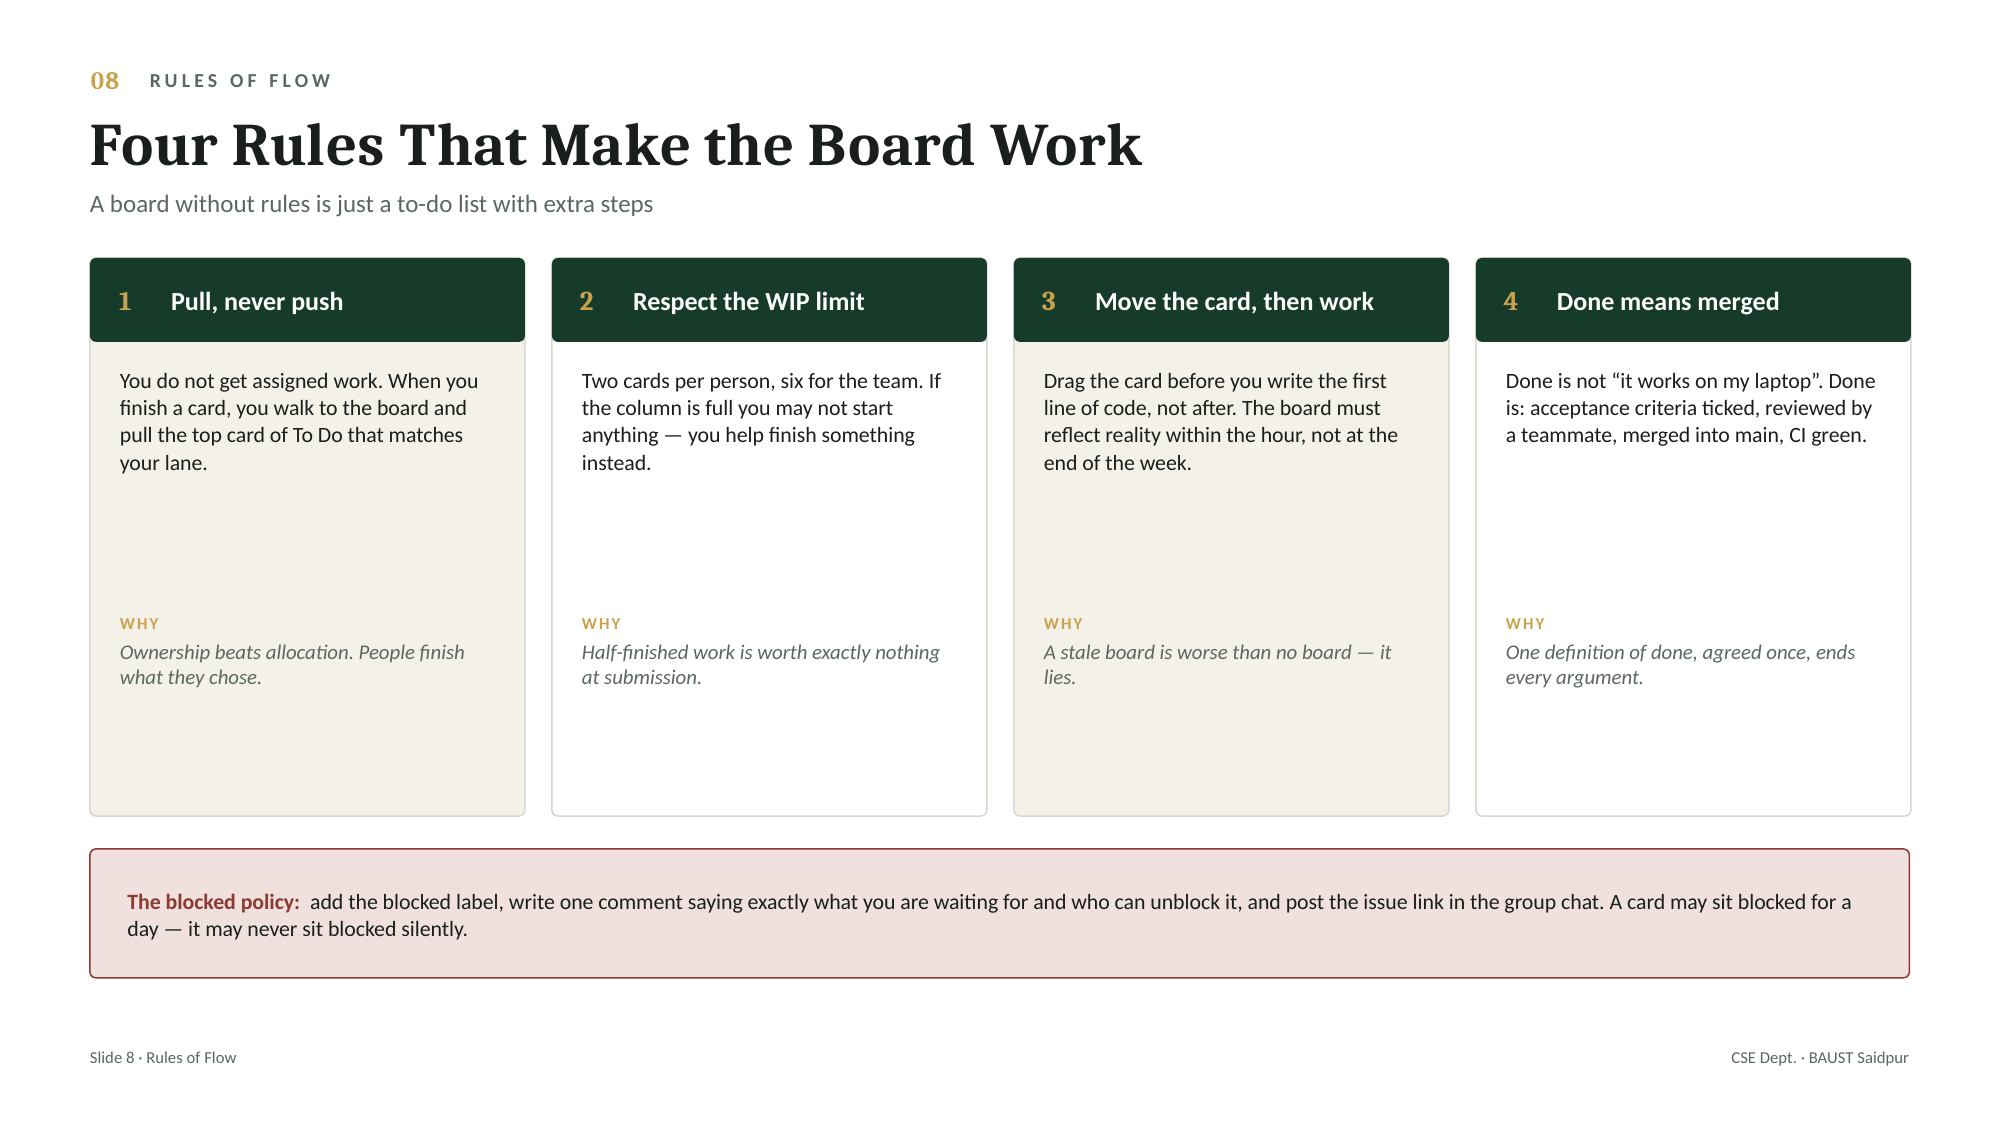 08 RULES OF FLOW
Four Rules That Make the Board Work
A board without rules is just a to-do list with extra steps
1 Pull, never push
You do not get assigned work. When you
finish a card, you walk to the board and
pull the top card of To Do that matches
your lane.
WHY
Ownership beats allocation. People finish
what they chose.
2 Respect the WIP limit
Two cards per person, six for the team. If
the column is full you may not start
anything — you help finish something
instead.
WHY
Half-finished work is worth exactly nothing
at submission.
3 Move the card, then work
Drag the card before you write the first
line of code, not after. The board must
reflect reality within the hour, not at the
end of the week.
WHY
A stale board is worse than no board — it
lies.
4 Done means merged
Done is not “it works on my laptop”. Done
is: acceptance criteria ticked, reviewed by
a teammate, merged into main, CI green.
WHY
One definition of done, agreed once, ends
every argument.
The blocked policy: add the blocked label, write one comment saying exactly what you are waiting for and who can unblock it, and post the issue link in the group chat. A card may sit blocked for a
day — it may never sit blocked silently.
Slide 8 · Rules of Flow
CSE Dept. · BAUST Saidpur